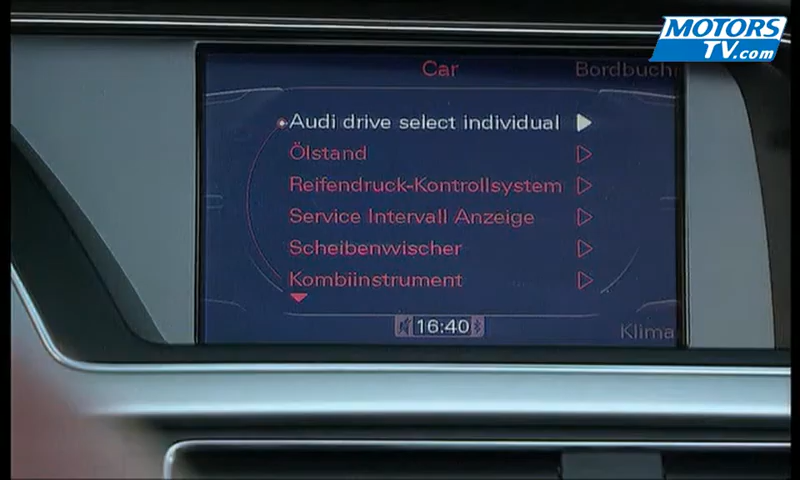 MOTORS
TV.com
Car
Bordbuch
Audi drive select individual
Ölstand
Reifendruck-Kontrollsystem
Service Intervall Anzeige
Scheibenwischer
Kombiinstrument
16:40
Klima